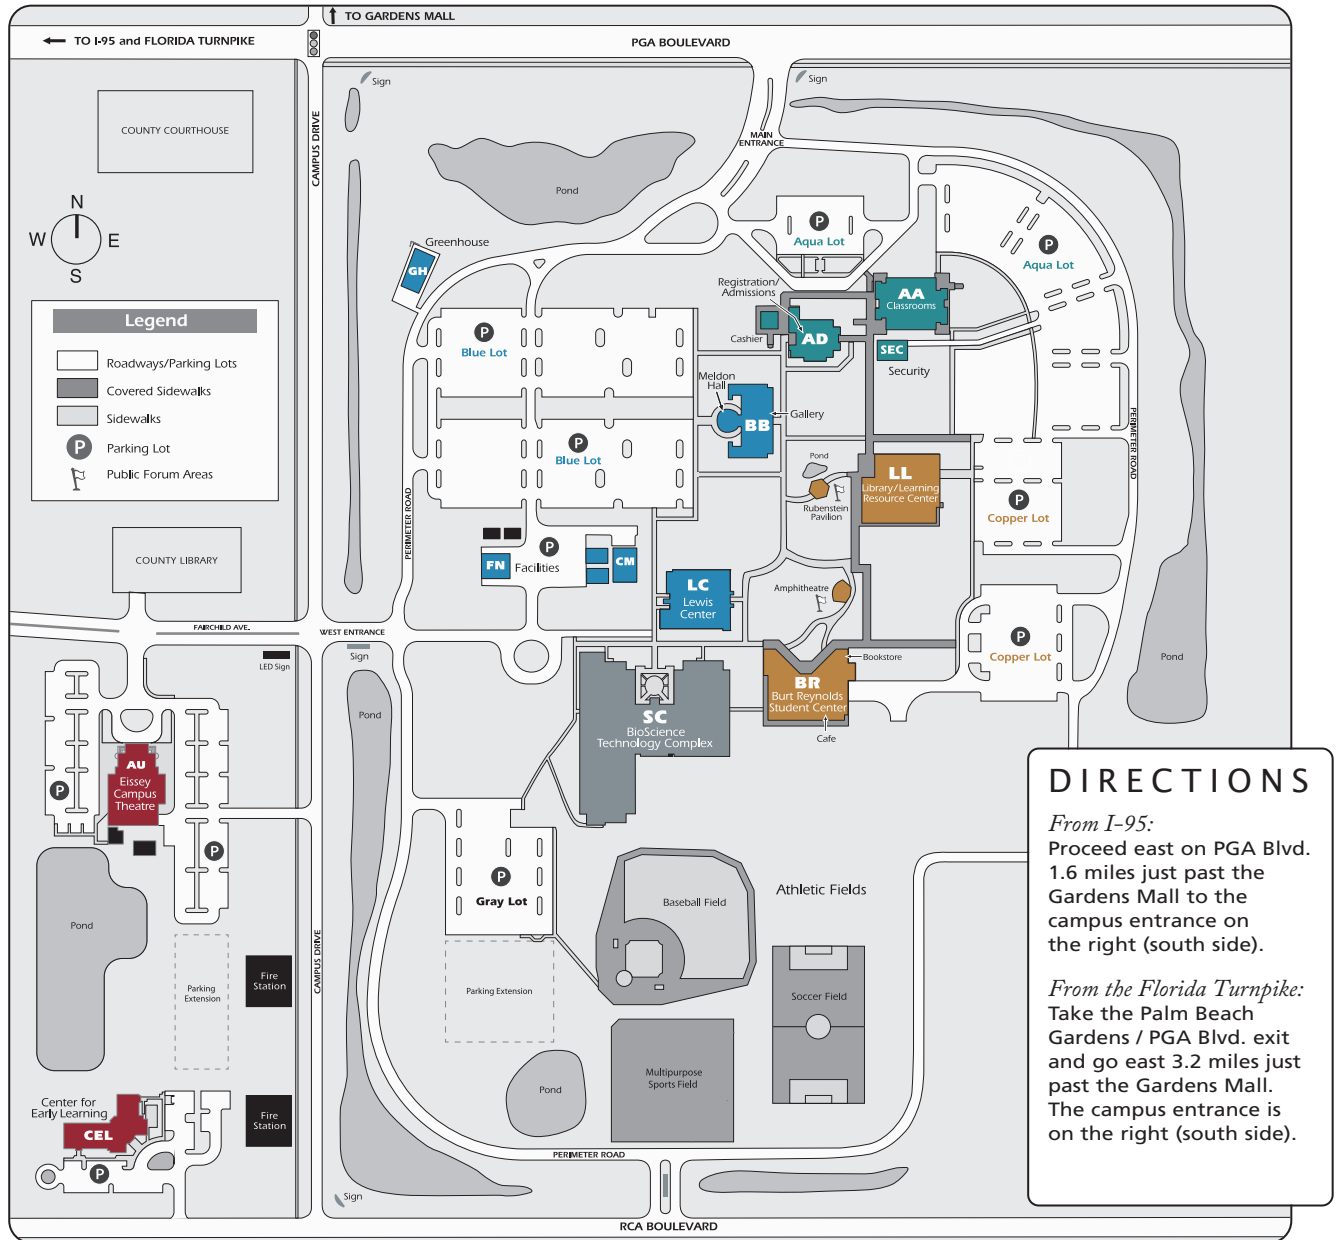 TO GARDENS MALL
TO I-95 and FLORIDA TURNPIKE
PGA BOULEVARD
Sign
Sign
COUNTY COURTHOUSE
CAMPUS DRIVE
MAIN
ENTRANCE
Pond
N
W E
S
Greenhouse
GH
P
Aqua Lot
P
Aqua Lot
Registration/
Admissions
AA
Classrooms
Cashier
AD
SEC
Security
Legend
Roadways/Parking Lots
Covered Sidewalks
Sidewalks
P
Parking Lot
Public Forum Areas
P
Blue Lot
P
Blue Lot
Meldon
Hall
BB
Gallery
PERIMETER ROAD
PERIMETER ROAD
Pond
Rubenstein
Pavilion
LL
Library/Learning
Resource Center
P
Copper Lot
COUNTY LIBRARY
FN
P
Facilities
CM
LC
Lewis
Center
Amphitheatre
FAIRCHILD AVE.
WEST ENTRANCE
Sign
LED Sign
Bookstore
P
Copper Lot
Pond
BR
Burt Reynolds
Student Center
Cafe
SC
BioScience
Technology Complex
Pond
AU
Eissey
Campus
Theatre
P
P
Pond
P
Gray Lot
Baseball Field
Athletic Fields
Parking
Extension
Fire
Station
CAMPUS DRIVE
Parking Extension
Soccer Field
Multipurpose
Sports Field
Pond
Center for
Early Learning
CEL
P
Fire
Station
PERIMETER ROAD
Sign
RCA BOULEVARD
DIRECTIONS
From I-95:
Proceed east on PGA Blvd.
1.6 miles just past the
Gardens Mall to the
campus entrance on
the right (south side).
From the Florida Turnpike:
Take the Palm Beach
Gardens / PGA Blvd. exit
and go east 3.2 miles just
past the Gardens Mall.
The campus entrance is
on the right (south side).